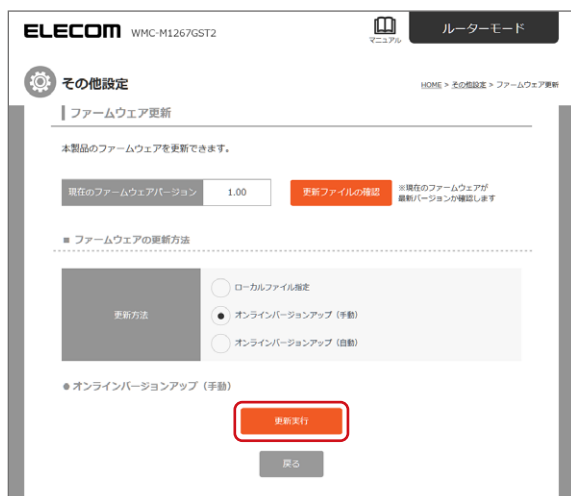 ELECOM WMC-M1267GST2
マニュアル
ルーターモード
その他設定
HOME > その他設定 > ファームウェア更新
ファームウェア更新
本製品のファームウェアを更新できます。
現在のファームウェアバージョン 1.00 更新ファイルの確認
※現在のファームウェアが
最新バージョンか確認します
■ ファームウェアの更新方法
更新方法
ローカルファイル指定
オンラインバージョンアップ（手動）
オンラインバージョンアップ（自動）
● オンラインバージョンアップ（手動）
更新実行
戻る